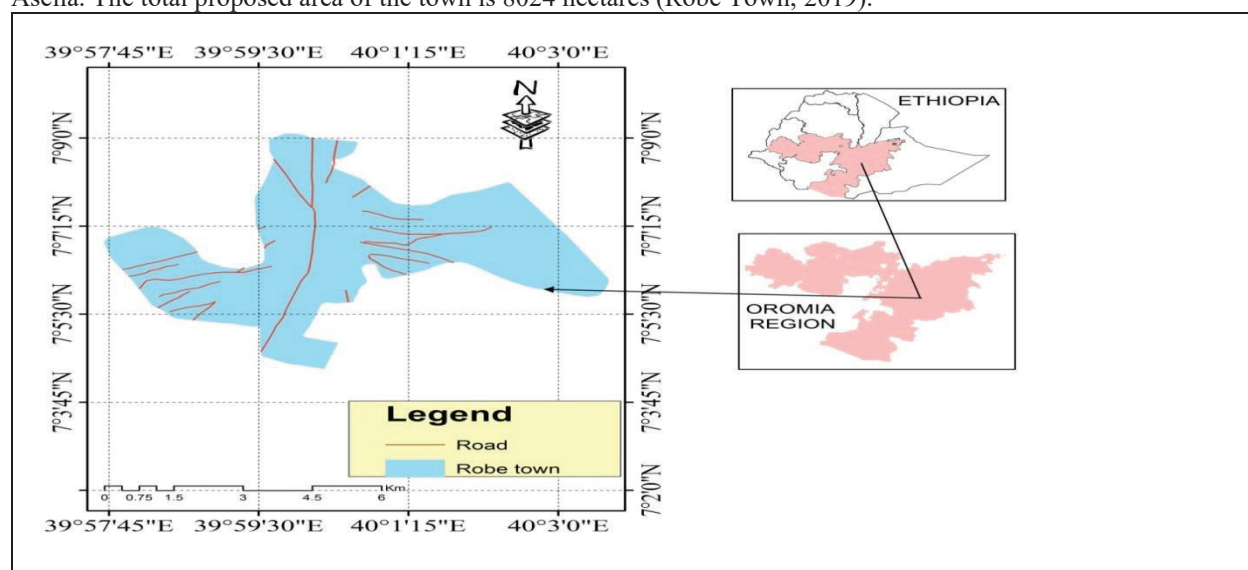 Asella. The total proposed area of the town is 8024 hectares (Robe Town, 2019).
39°57'45"E 39°59'30"E 40°1'15"E 40°3'0"E
N
7°9'0"N 7°9'0"N
7°7'15"N 7°7'15"N
7°5'30"N 7°5'30"N
7°3'45"N 7°3'45"N
7°2'0"N
Legend
Road
Robe town
Km
0 0.75 1.5 3 4.5 6
39°57'45"E 39°59'30"E 40°1'15"E 40°3'0"E
ETHIOPIA
OROMIA
REGION